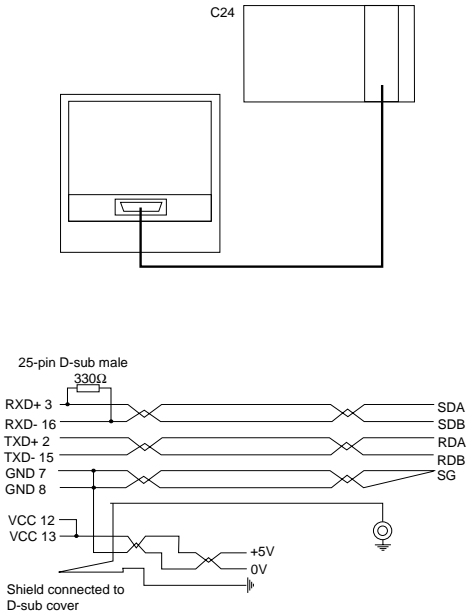 C24
25-pin D-sub male
330Ω
RXD+ 3
SDA
RXD- 16
SDB
TXD+ 2
RDA
TXD- 15
RDB
GND 7
SG
GND 8
VCC 12
VCC 13
+5V
0V
Shield connected to
D-sub cover